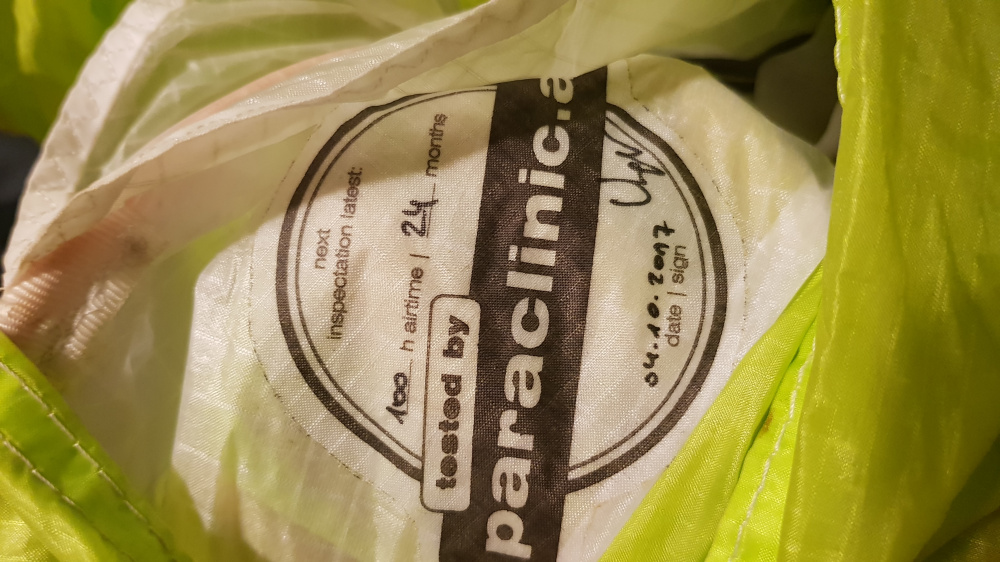 next
inspectation latest:
100 h airtime | 24 months
tested by
paraclinic.a
04.10.2017
date | sign